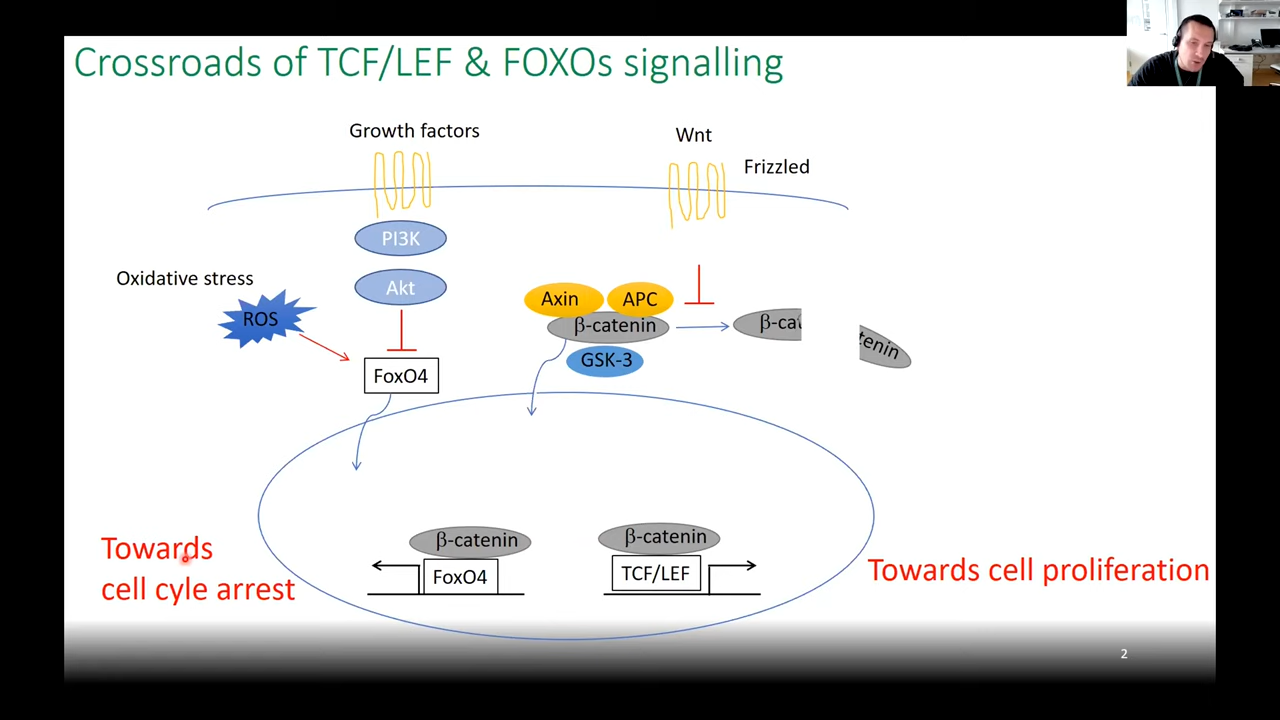 Crossroads of TCF/LEF & FOXOs signalling
Growth factors
Wnt
Frizzled
PI3K
Oxidative stress
Akt
ROS
Axin
APC
β-catenin
β-cat
tenin
GSK-3
FoxO4
β-catenin
FoxO4
β-catenin
TCF/LEF
Towards
cell cyle arrest
Towards cell proliferation
2